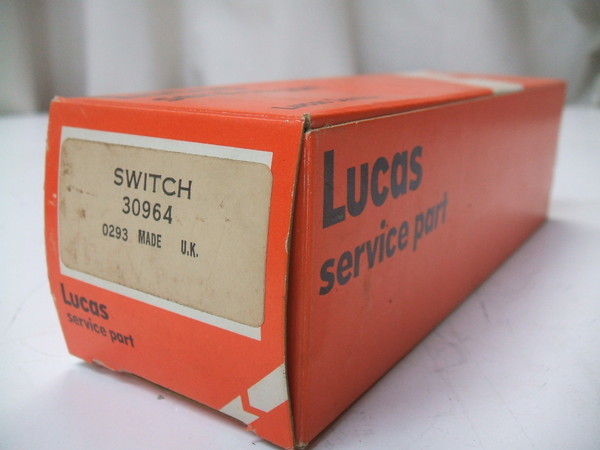 SWITCH
30964
0293 MADE U.K.
Lucas
service part
Lucas
service part